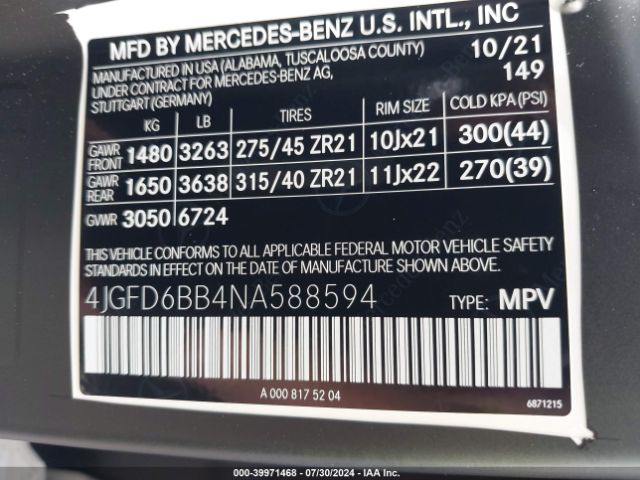 MFD BY MERCEDES-BENZ U.S. INTL., INC
MANUFACTURED IN USA (ALABAMA, TUSCALOOSA COUNTY) 10/21
UNDER CONTRACT FOR MERCEDES-BENZ AG, 149
STUTTGART (GERMANY)
KG LB TIRES RIM SIZE COLD KPA (PSI)
GAWR FRONT 1480 3263 275/45 ZR21 10Jx21 300(44)
GAWR REAR 1650 3638 315/40 ZR21 11Jx22 270(39)
GVWR 3050 6724
THIS VEHICLE CONFORMS TO ALL APPLICABLE FEDERAL MOTOR VEHICLE SAFETY
STANDARDS IN EFFECT ON THE DATE OF MANUFACTURE SHOWN ABOVE.
4JGFD6BB4NA588594 TYPE: MPV
A 000 817 52 04
6871215
000-39971468 / 07/30/2024 - IAA Inc.